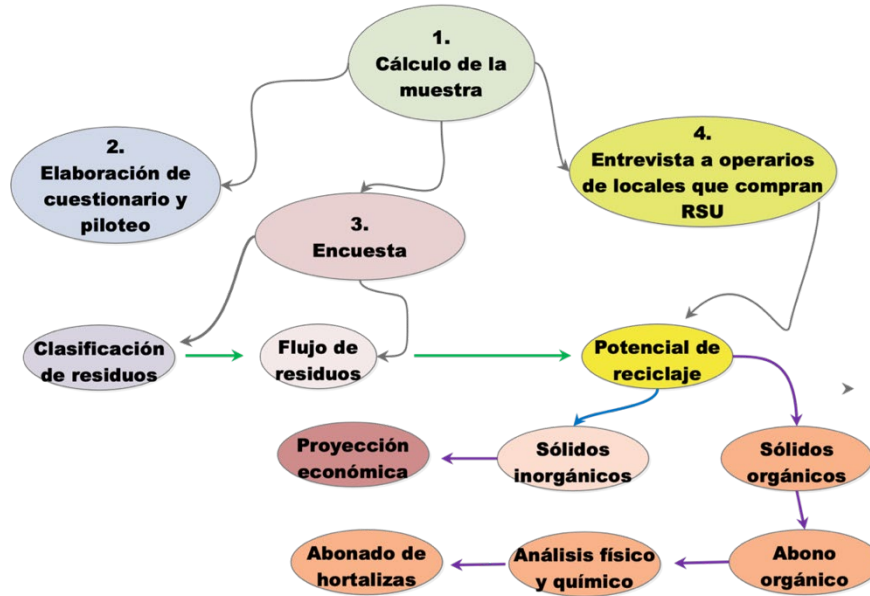 1.
Cálculo de la
muestra
2.
Elaboración de
cuestionario y
piloteo
4.
Entrevista a operarios
de locales que compran
RSU
3.
Encuesta
Clasificación
de residuos
Flujo de
residuos
Potencial de
reciclaje
Proyección
económica
Sólidos
inorgánicos
Sólidos
orgánicos
Abonado de
hortalizas
Análisis físico
y químico
Abono
orgánico